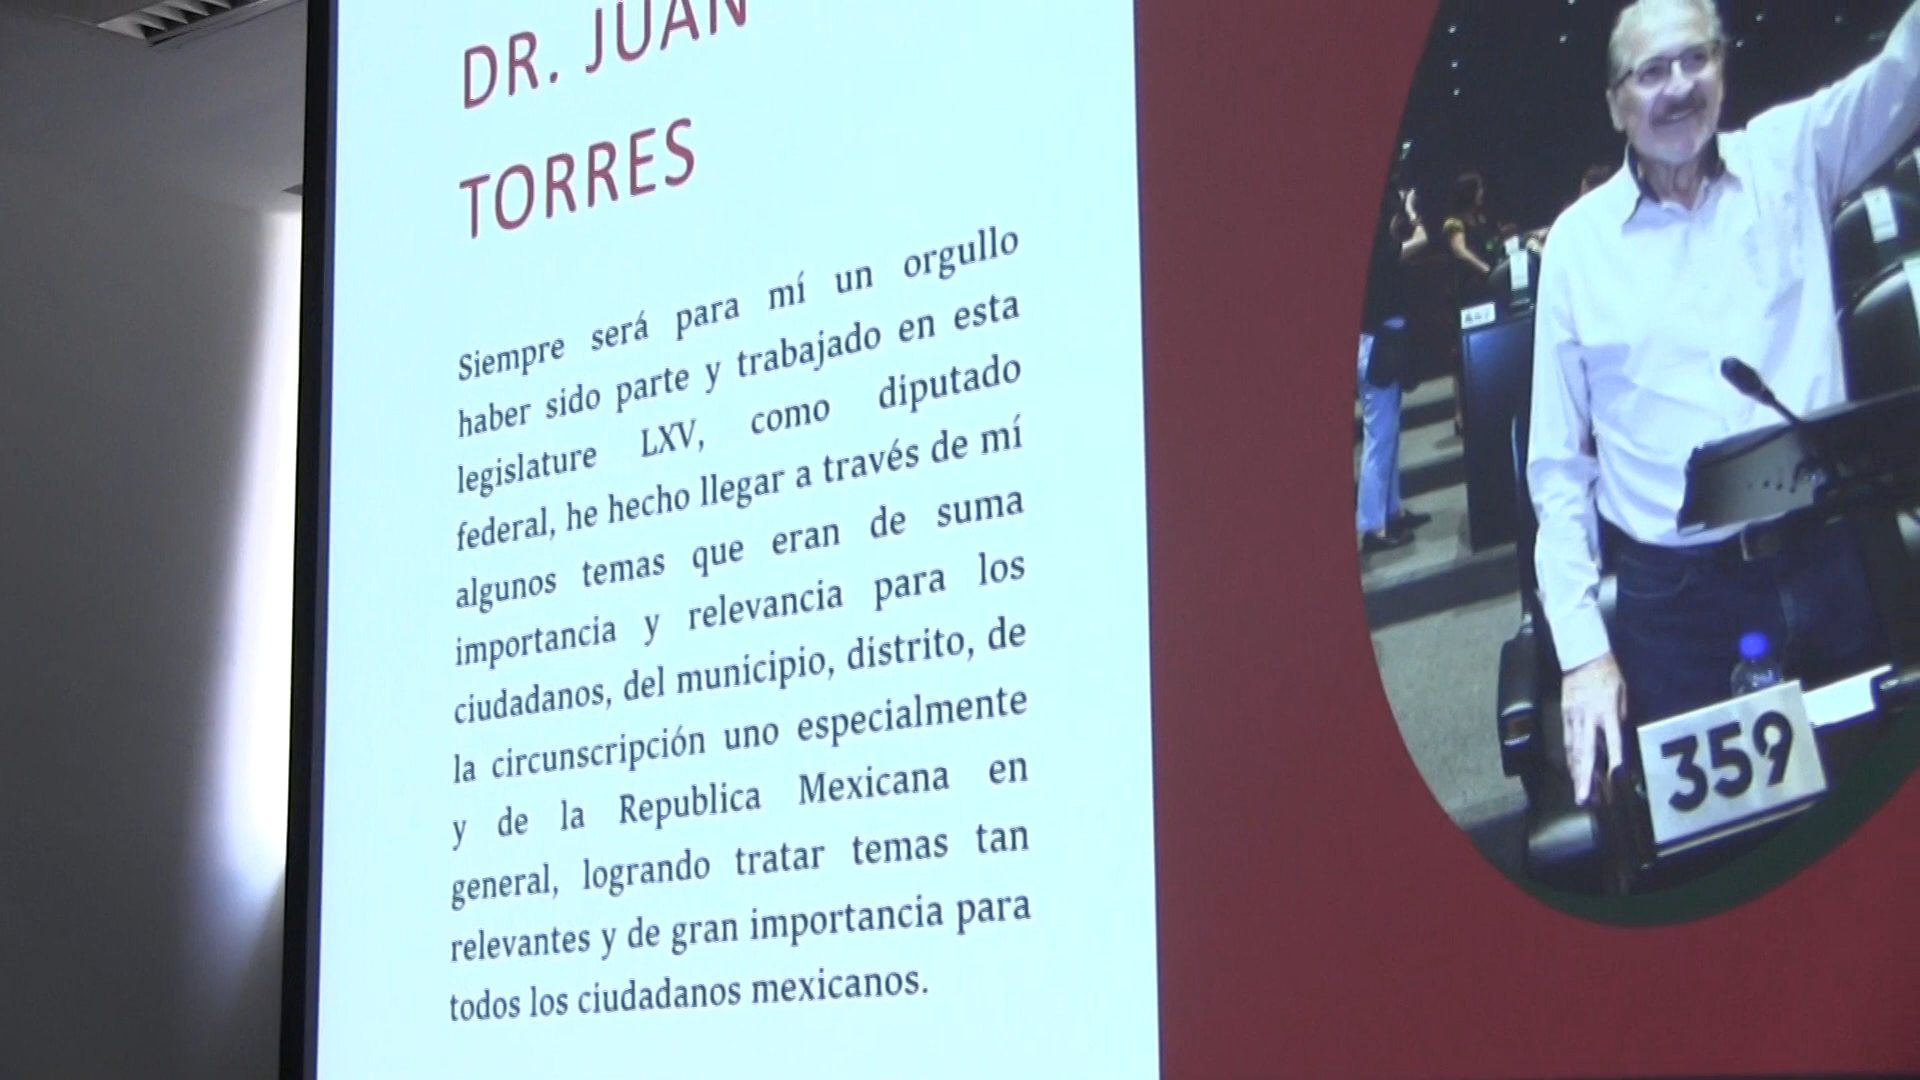 DR. JUAN
TORRES
Siempre será para mí un orgullo
haber sido parte y trabajado en esta
legislature LXV, como diputado
federal, he hecho llegar a través de mí
algunos temas que eran de suma
importancia y relevancia para los
ciudadanos, del municipio, distrito, de
la circunscripción uno especialmente
y de la Republica Mexicana en
general, logrando tratar temas tan
relevantes y de gran importancia para
todos los ciudadanos mexicanos.
359